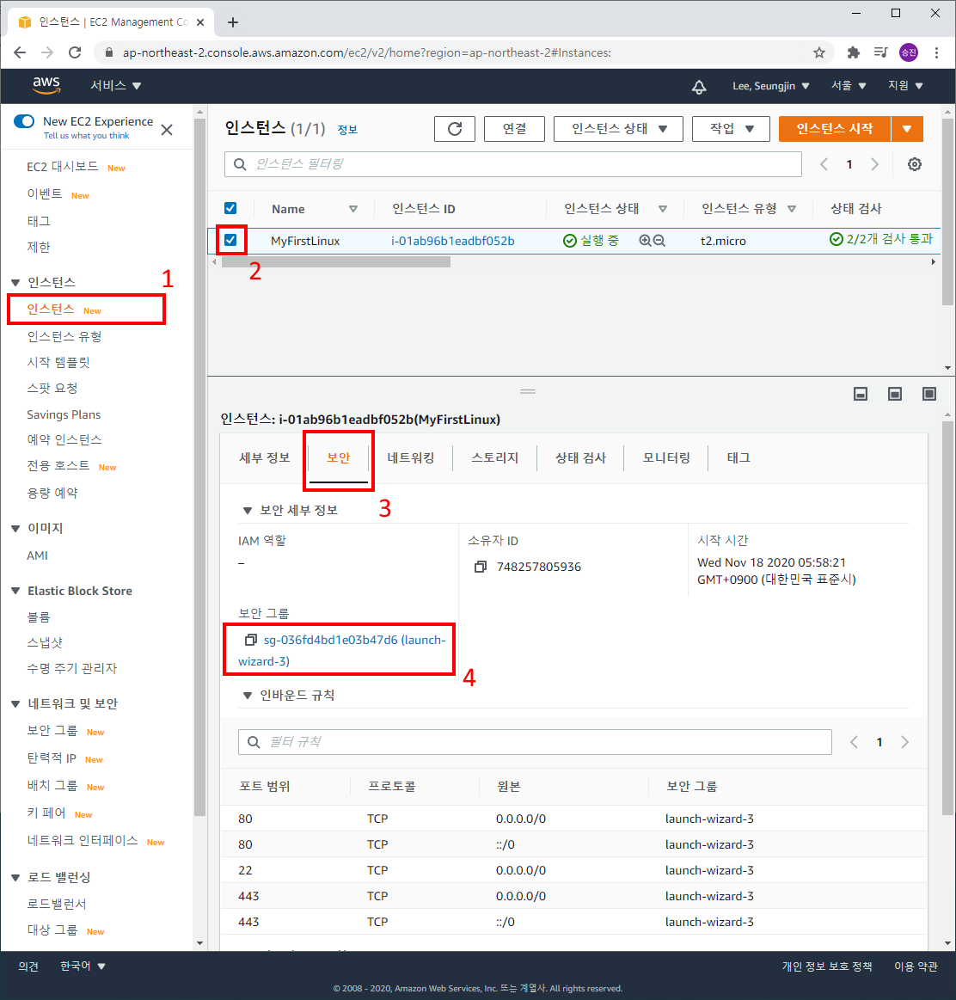 인스턴스 | EC2 Management Co
ap-northeast-2.console.aws.amazon.com/ec2/v2/home?region=ap-northeast-2#Instances:
승진
aws
서비스
Lee, Seungjin
서울
지원
New EC2 Experience
Tell us what you think
EC2 대시보드 New
이벤트 New
태그
제한
인스턴스
1
인스턴스 New
인스턴스 유형
시작 템플릿
스팟 요청
Savings Plans
예약 인스턴스
전용 호스트 New
용량 예약
이미지
AMI
Elastic Block Store
볼륨
스냅샷
수명 주기 관리자
네트워크 및 보안
보안 그룹 New
탄력적 IP New
배치 그룹 New
키 페어 New
네트워크 인터페이스 New
로드 밸런싱
로드밸런서
대상 그룹 New
인스턴스 (1/1) 정보
연결
인스턴스 상태
작업
인스턴스 시작
인스턴스 필터링
1
Name 인스턴스 ID 인스턴스 상태 인스턴스 유형 상태 검사
MyFirstLinux i-01ab96b1eadbf052b 실행 중 t2.micro 2/2개 검사 통과
2
인스턴스: i-01ab96b1eadbf052b(MyFirstLinux)
세부 정보 보안 네트워킹 스토리지 상태 검사 모니터링 태그
3
보안 세부 정보
IAM 역할
–
소유자 ID
748257805936
시작 시간
Wed Nov 18 2020 05:58:21
GMT+0900 (대한민국 표준시)
보안 그룹
sg-036fd4bd1e03b47d6 (launch-
wizard-3)
4
인바운드 규칙
필터 규칙
1
포트 범위 프로토콜 원본 보안 그룹
80 TCP 0.0.0.0/0 launch-wizard-3
80 TCP ::/0 launch-wizard-3
22 TCP 0.0.0.0/0 launch-wizard-3
443 TCP 0.0.0.0/0 launch-wizard-3
443 TCP ::/0 launch-wizard-3
의견
한국어
개인 정보 보호 정책
이용 약관
© 2008 - 2020, Amazon Web Services, Inc. 또는 계열사. All rights reserved.